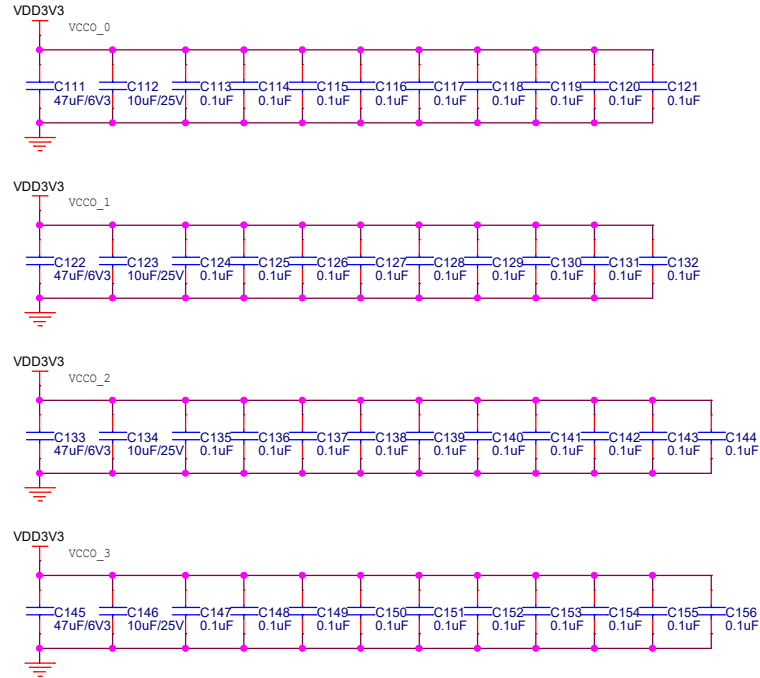 VDD3V3
VCCO_0
C111 C112 C113 C114 C115 C116 C117 C118 C119 C120 C121
47uF/6V3 10uF/25V 0.1uF 0.1uF 0.1uF 0.1uF 0.1uF 0.1uF 0.1uF 0.1uF 0.1uF
VDD3V3
VCCO_1
C122 C123 C124 C125 C126 C127 C128 C129 C130 C131 C132
47uF/6V3 10uF/25V 0.1uF 0.1uF 0.1uF 0.1uF 0.1uF 0.1uF 0.1uF 0.1uF 0.1uF
VDD3V3
VCCO_2
C133 C134 C135 C136 C137 C138 C139 C140 C141 C142 C143 C144
47uF/6V3 10uF/25V 0.1uF 0.1uF 0.1uF 0.1uF 0.1uF 0.1uF 0.1uF 0.1uF 0.1uF 0.1uF
VDD3V3
VCCO_3
C145 C146 C147 C148 C149 C150 C151 C152 C153 C154 C155 C156
47uF/6V3 10uF/25V 0.1uF 0.1uF 0.1uF 0.1uF 0.1uF 0.1uF 0.1uF 0.1uF 0.1uF 0.1uF